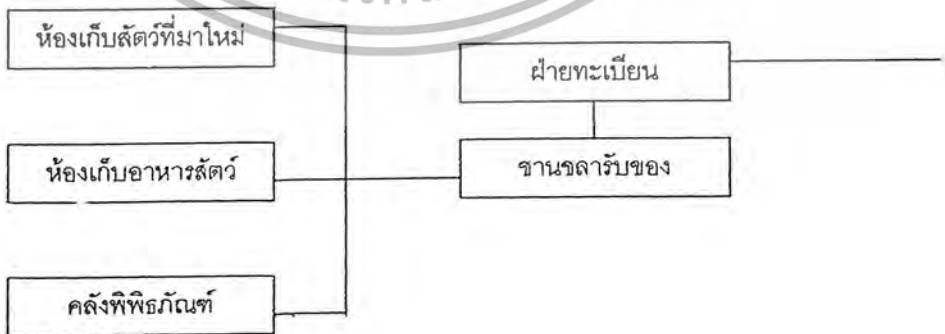 ห้องเก็บสัตว์ที่มาใหม่
ฝ่ายทะเบียน
ห้องเก็บอาหารสัตว์
ชานชลารับของ
คลังพิพิธภัณฑ์